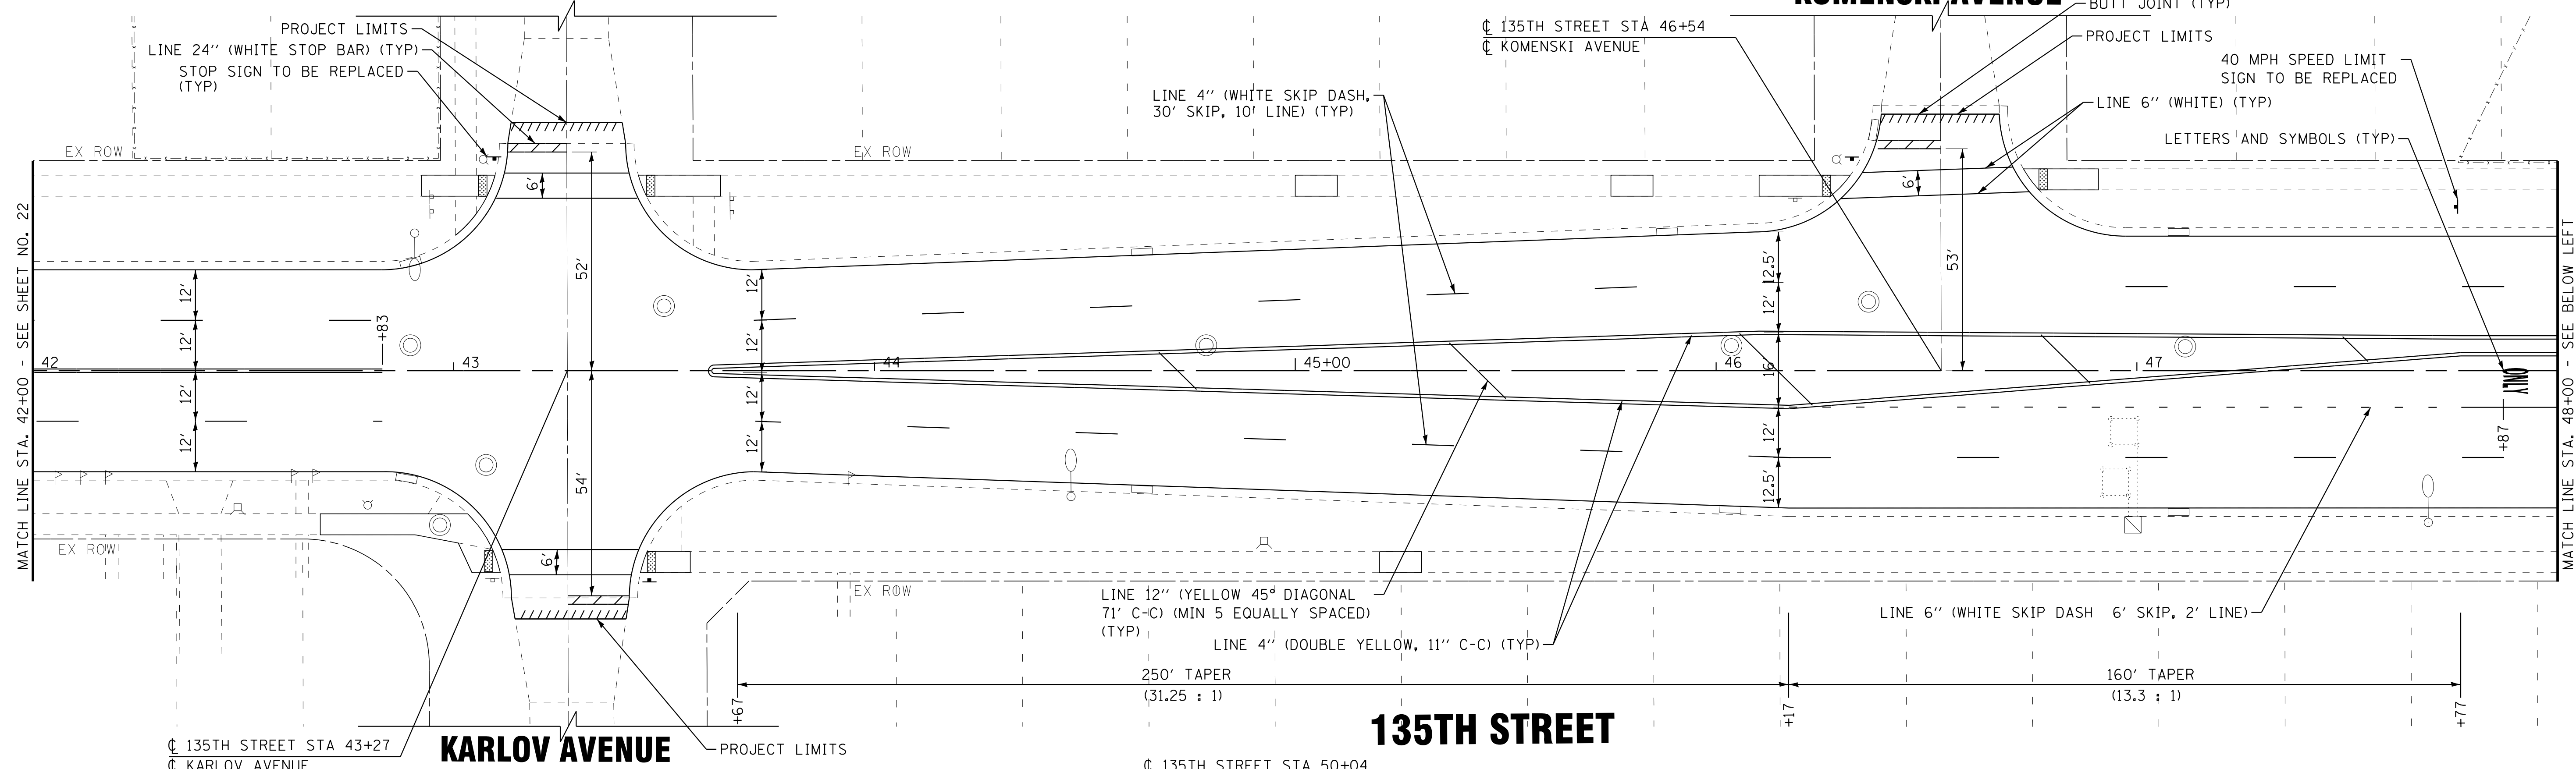 KOMENSKI AVENUE
BUTT JOINT (TYP)
PROJECT LIMITS
LINE 24'' (WHITE STOP BAR) (TYP)
STOP SIGN TO BE REPLACED
(TYP)
℄ 135TH STREET STA 46+54
℄ KOMENSKI AVENUE
PROJECT LIMITS
40 MPH SPEED LIMIT
SIGN TO BE REPLACED
LINE 4'' (WHITE SKIP DASH,
30' SKIP, 10' LINE) (TYP)
LINE 6'' (WHITE) (TYP)
LETTERS AND SYMBOLS (TYP)
EX ROW
EX ROW
6'
6'
MATCH LINE STA. 42+00 - SEE SHEET NO. 22
MATCH LINE STA. 48+00 - SEE BELOW LEFT
52'
53'
12'
12'
12.5'
12'
12'
12'
+83
42
43
44
45+00
46
47
16'
ONLY
12'
12'
12'
12'
12'
12.5'
+87
54'
6'
EX ROW
EX ROW
LINE 12'' (YELLOW 45° DIAGONAL
71' C-C) (MIN 5 EQUALLY SPACED)
(TYP)
LINE 4'' (DOUBLE YELLOW, 11'' C-C) (TYP)
LINE 6'' (WHITE SKIP DASH  6' SKIP, 2' LINE)
250' TAPER
(31.25 : 1)
160' TAPER
(13.3 : 1)
+67
+17
+77
135TH STREET
℄ 135TH STREET STA 43+27
℄ KARLOV AVENUE
KARLOV AVENUE
PROJECT LIMITS
℄ 135TH STREET STA 50+04